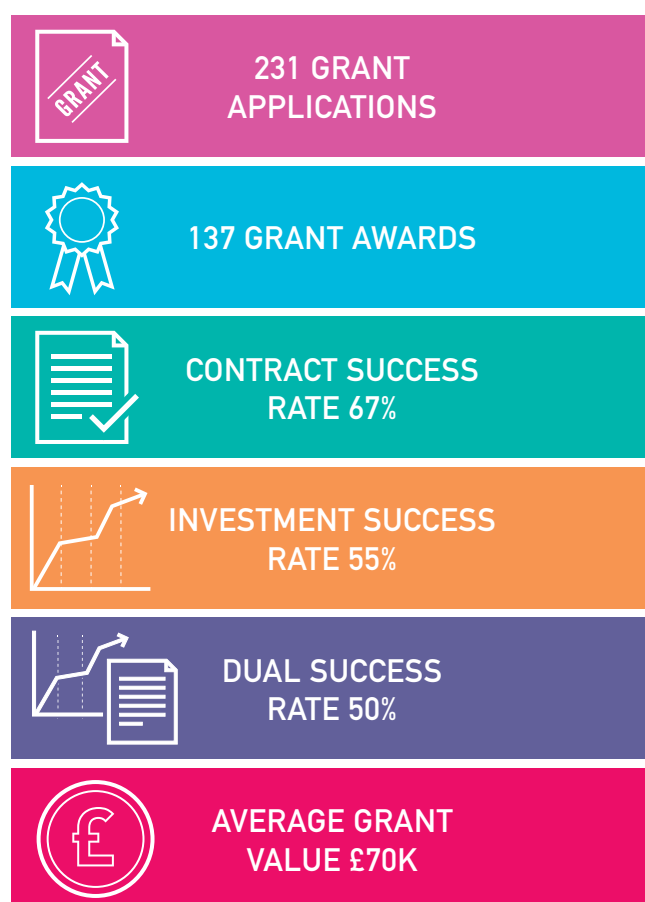 GRANT
231 GRANT
APPLICATIONS
137 GRANT AWARDS
CONTRACT SUCCESS
RATE 67%
INVESTMENT SUCCESS
RATE 55%
DUAL SUCCESS
RATE 50%
£
AVERAGE GRANT
VALUE £70K